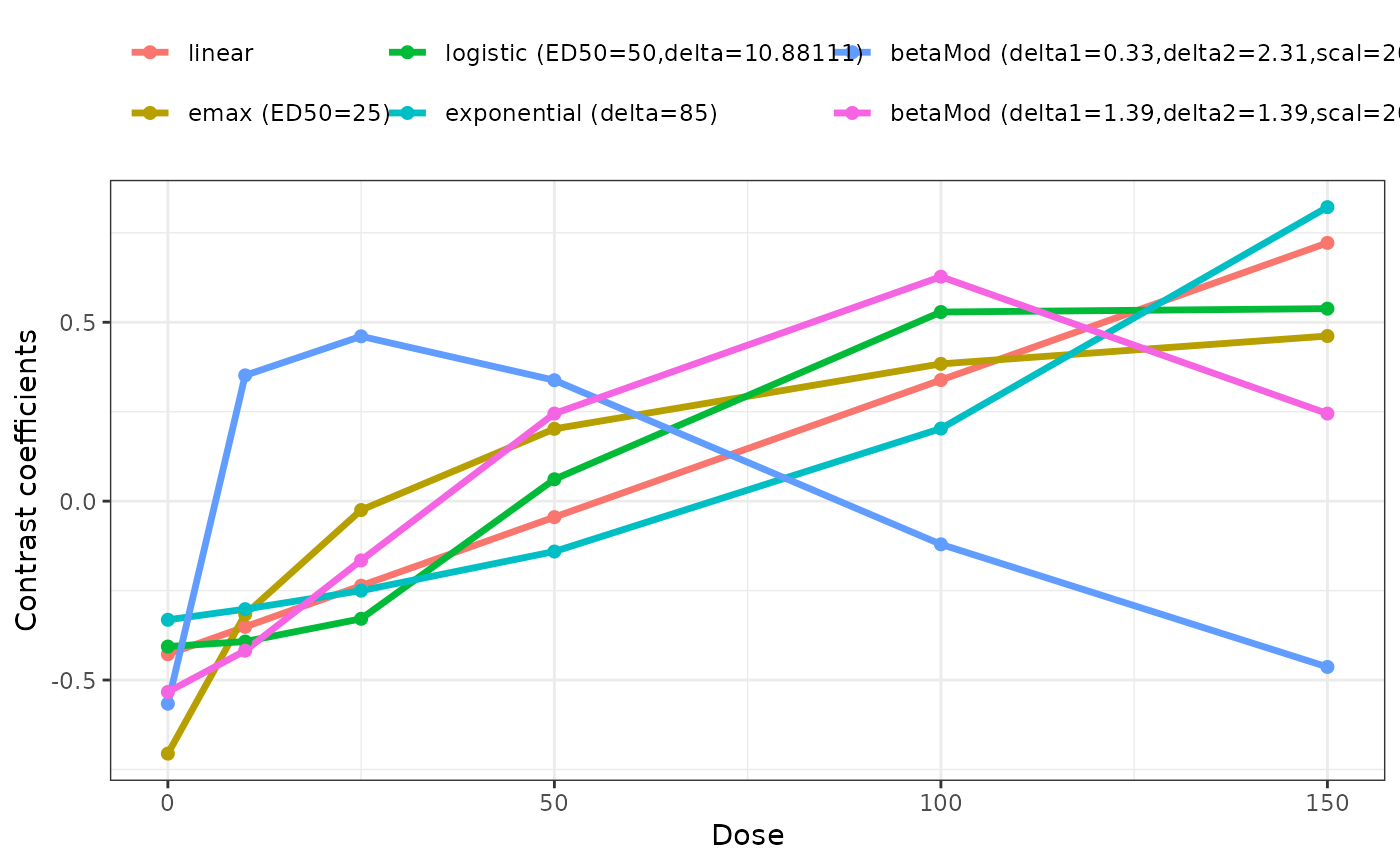 linear logistic (ED50=50,delta=10.88111) betaMod (delta1=0.33,delta2=2.31,scal=20
emax (ED50=25) exponential (delta=85) betaMod (delta1=1.39,delta2=1.39,scal=20
Contrast coefficients
0.5
0.0
-0.5
0 50 100 150
Dose